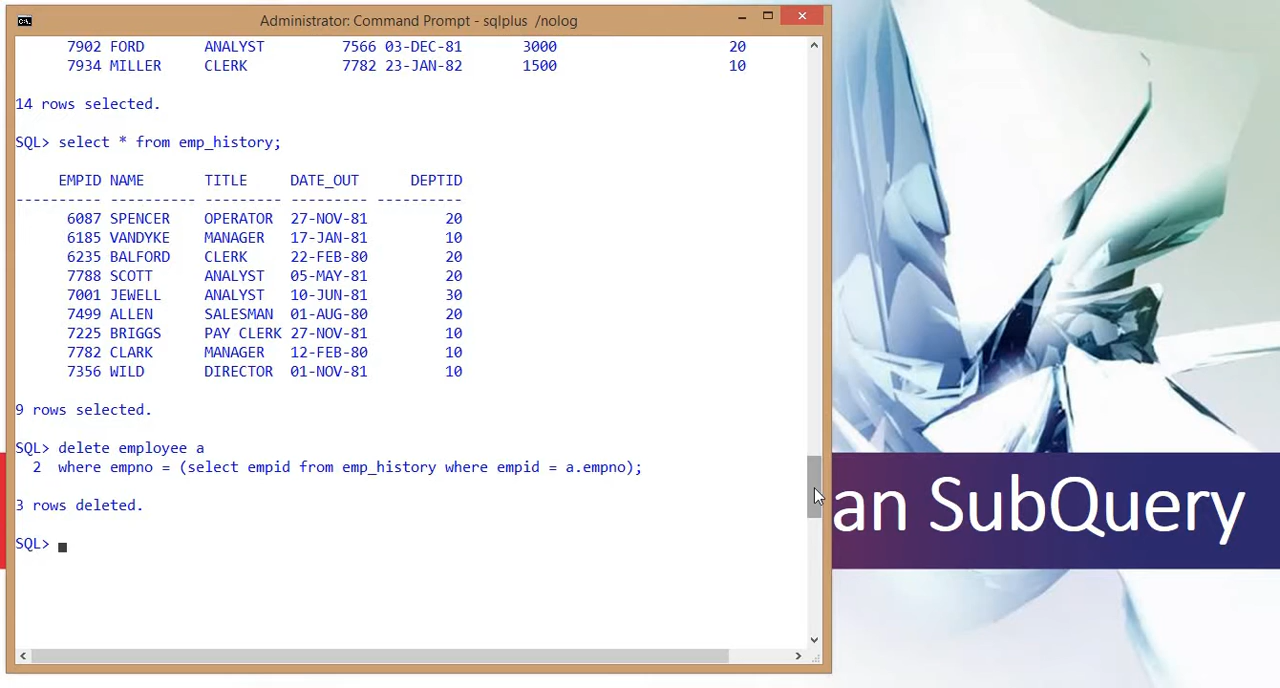 Administrator: Command Prompt - sqlplus /nolog
7902 FORD ANALYST 7566 03-DEC-81 3000 20
7934 MILLER CLERK 7782 23-JAN-82 1500 10
14 rows selected.
SQL> select * from emp_history;
EMPID NAME TITLE DATE_OUT DEPTID
---------- ---------- --------- --------- ----------
6087 SPENCER OPERATOR 27-NOV-81 20
6185 VANDYKE MANAGER 17-JAN-81 10
6235 BALFORD CLERK 22-FEB-80 20
7788 SCOTT ANALYST 05-MAY-81 20
7001 JEWELL ANALYST 10-JUN-81 30
7499 ALLEN SALESMAN 01-AUG-80 20
7225 BRIGGS PAY CLERK 27-NOV-81 10
7782 CLARK MANAGER 12-FEB-80 10
7356 WILD DIRECTOR 01-NOV-81 10
9 rows selected.
SQL> delete employee a
2 where empno = (select empid from emp_history where empid = a.empno);
3 rows deleted.
SQL>
an SubQuery